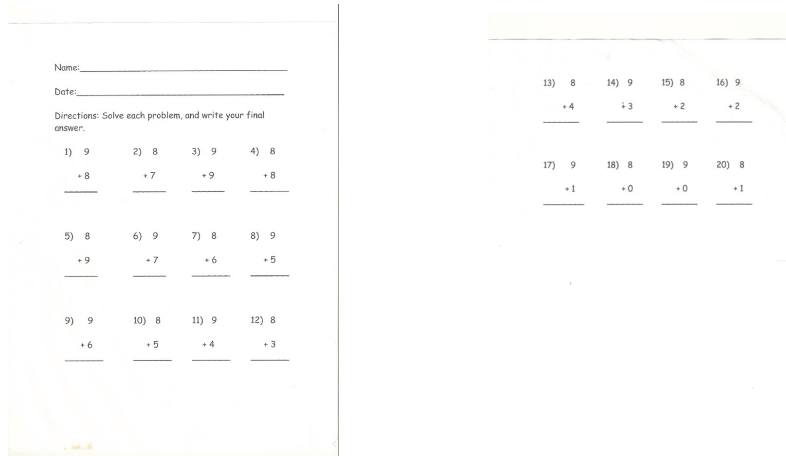 Name:
Date:
Directions: Solve each problem, and write your final
answer.
1) 9 2) 8 3) 9 4) 8
+ 8 + 7 + 9 + 8
5) 8 6) 9 7) 8 8) 9
+ 9 + 7 + 6 + 5
9) 9 10) 8 11) 9 12) 8
+ 6 + 5 + 4 + 3
13) 8 14) 9 15) 8 16) 9
+ 4 + 3 + 2 + 2
17) 9 18) 8 19) 9 20) 8
+ 1 + 0 + 0 + 1